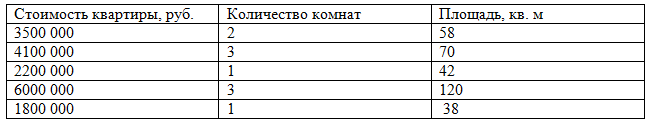 Стоимость квартиры, руб. Количество комнат Площадь, кв. м
3500 000 2 58
4100 000 3 70
2200 000 1 42
6000 000 3 120
1800 000 1 38